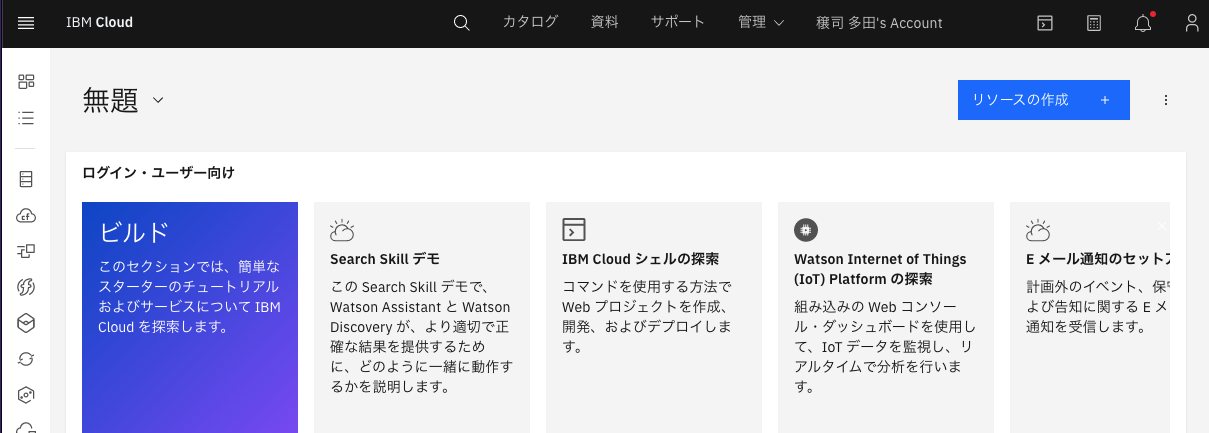 IBM Cloud
カタログ
資料
サポート
管理
穣司 多田's Account
無題
リソースの作成 +
ログイン・ユーザー向け
ビルド
このセクションでは、簡単な
スターターのチュートリアル
およびサービスについて IBM
Cloud を探索します。
Search Skill デモ
この Search Skill デモで、
Watson Assistant と Watson
Discovery が、より適切で正
確な結果を提供するため
に、どのように一緒に動作す
るかを説明します。
IBM Cloud シェルの探索
コマンドを使用する方法で
Web プロジェクトを作成、
開発、およびデプロイしま
す。
Watson Internet of Things
(IoT) Platform の探索
組み込みの Web コンソー
ル・ダッシュボードを使用し
て、IoT データを監視し、リ
アルタイムで分析を行いま
す。
E メール通知のセット
計画外のイベント、保
よび告知に関する E メ
通知を受信します。